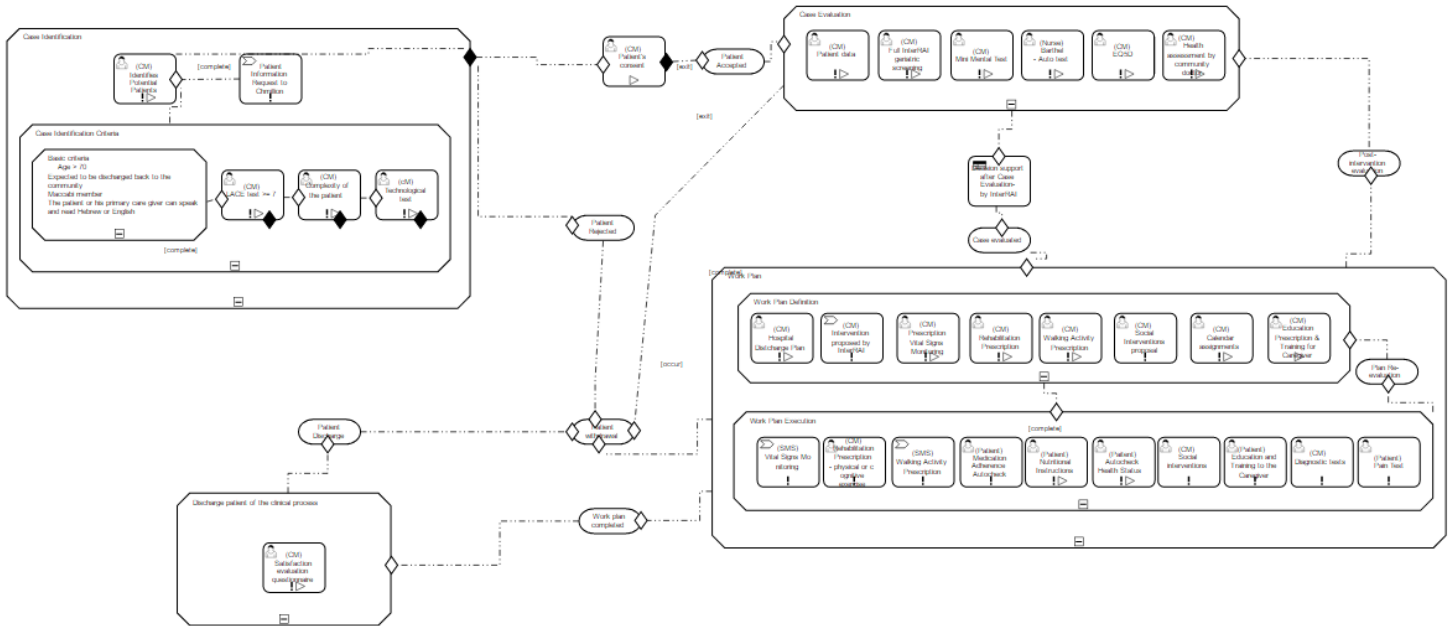 Case Identification
(CM)
Identifies
Potential
Patients
[complete]
Patient
Information
Request to
Case Identification Criteria
Basic criteria
Age > 70
Expected to be discharged back to the
community
Maccabi member
The patient or his primary care giver can speak
and read Hebrew or English
(CM)
LACE test >= 7
(CM)
Complexity of
the patient
(CM)
Technological
test
[complete]
(CM)
Patient's
consent
[exit]
Patient
Accepted
Case Evaluation
(CM)
Patient data
(CM)
Full InterHAI
geriatric
screening
(CM)
Mini Mental Test
(Nurse)
Barthel
- Auto test
(CM)
EQ5D
(CM)
Health
assessment by
community
[exit]
support
after Case
Evaluation-
by InterHAI
Case evaluated
Post-
intervention
Patient
Rejected
[complete]
Work Plan
Work Plan Definition
(CM)
Hospital
Distcharge Plan
(CM)
Intervention
proposed by
InterHAI
(CM)
Prescription
Vital Signs
Monitoring
(CM)
Rehabilitation
Prescription
(CM)
Walking Activity
Prescription
(CM)
Social
Interventions
proposal
(CM)
Calendar
assignments
(CM)
Education
Prescription &
Training for
Caregiver
Plan Re-
evaluation
[occur]
Patient
Discharge
Patient
withdrawal
Work Plan Execution
[complete]
(SMS)
Vital Signs Mo
nitoring
(CM)
Rehabilitation
Prescription
- physical or c
ognitive
(SMS)
Walking Activity
Prescription
(Patient)
Medication
Adherence
Autocheck
(Patient)
Nutritional
Instructions
(Patient)
Autocheck
Health Status
(CM)
Social
interventions
(Patient)
Education and
Training to the
Caregiver
(CM)
Diagnostic tests
(Patient)
Pain Test
Discharge patient of the clinical process
(CM)
Satisfaction
evaluation
questionnaire
Work plan
completed